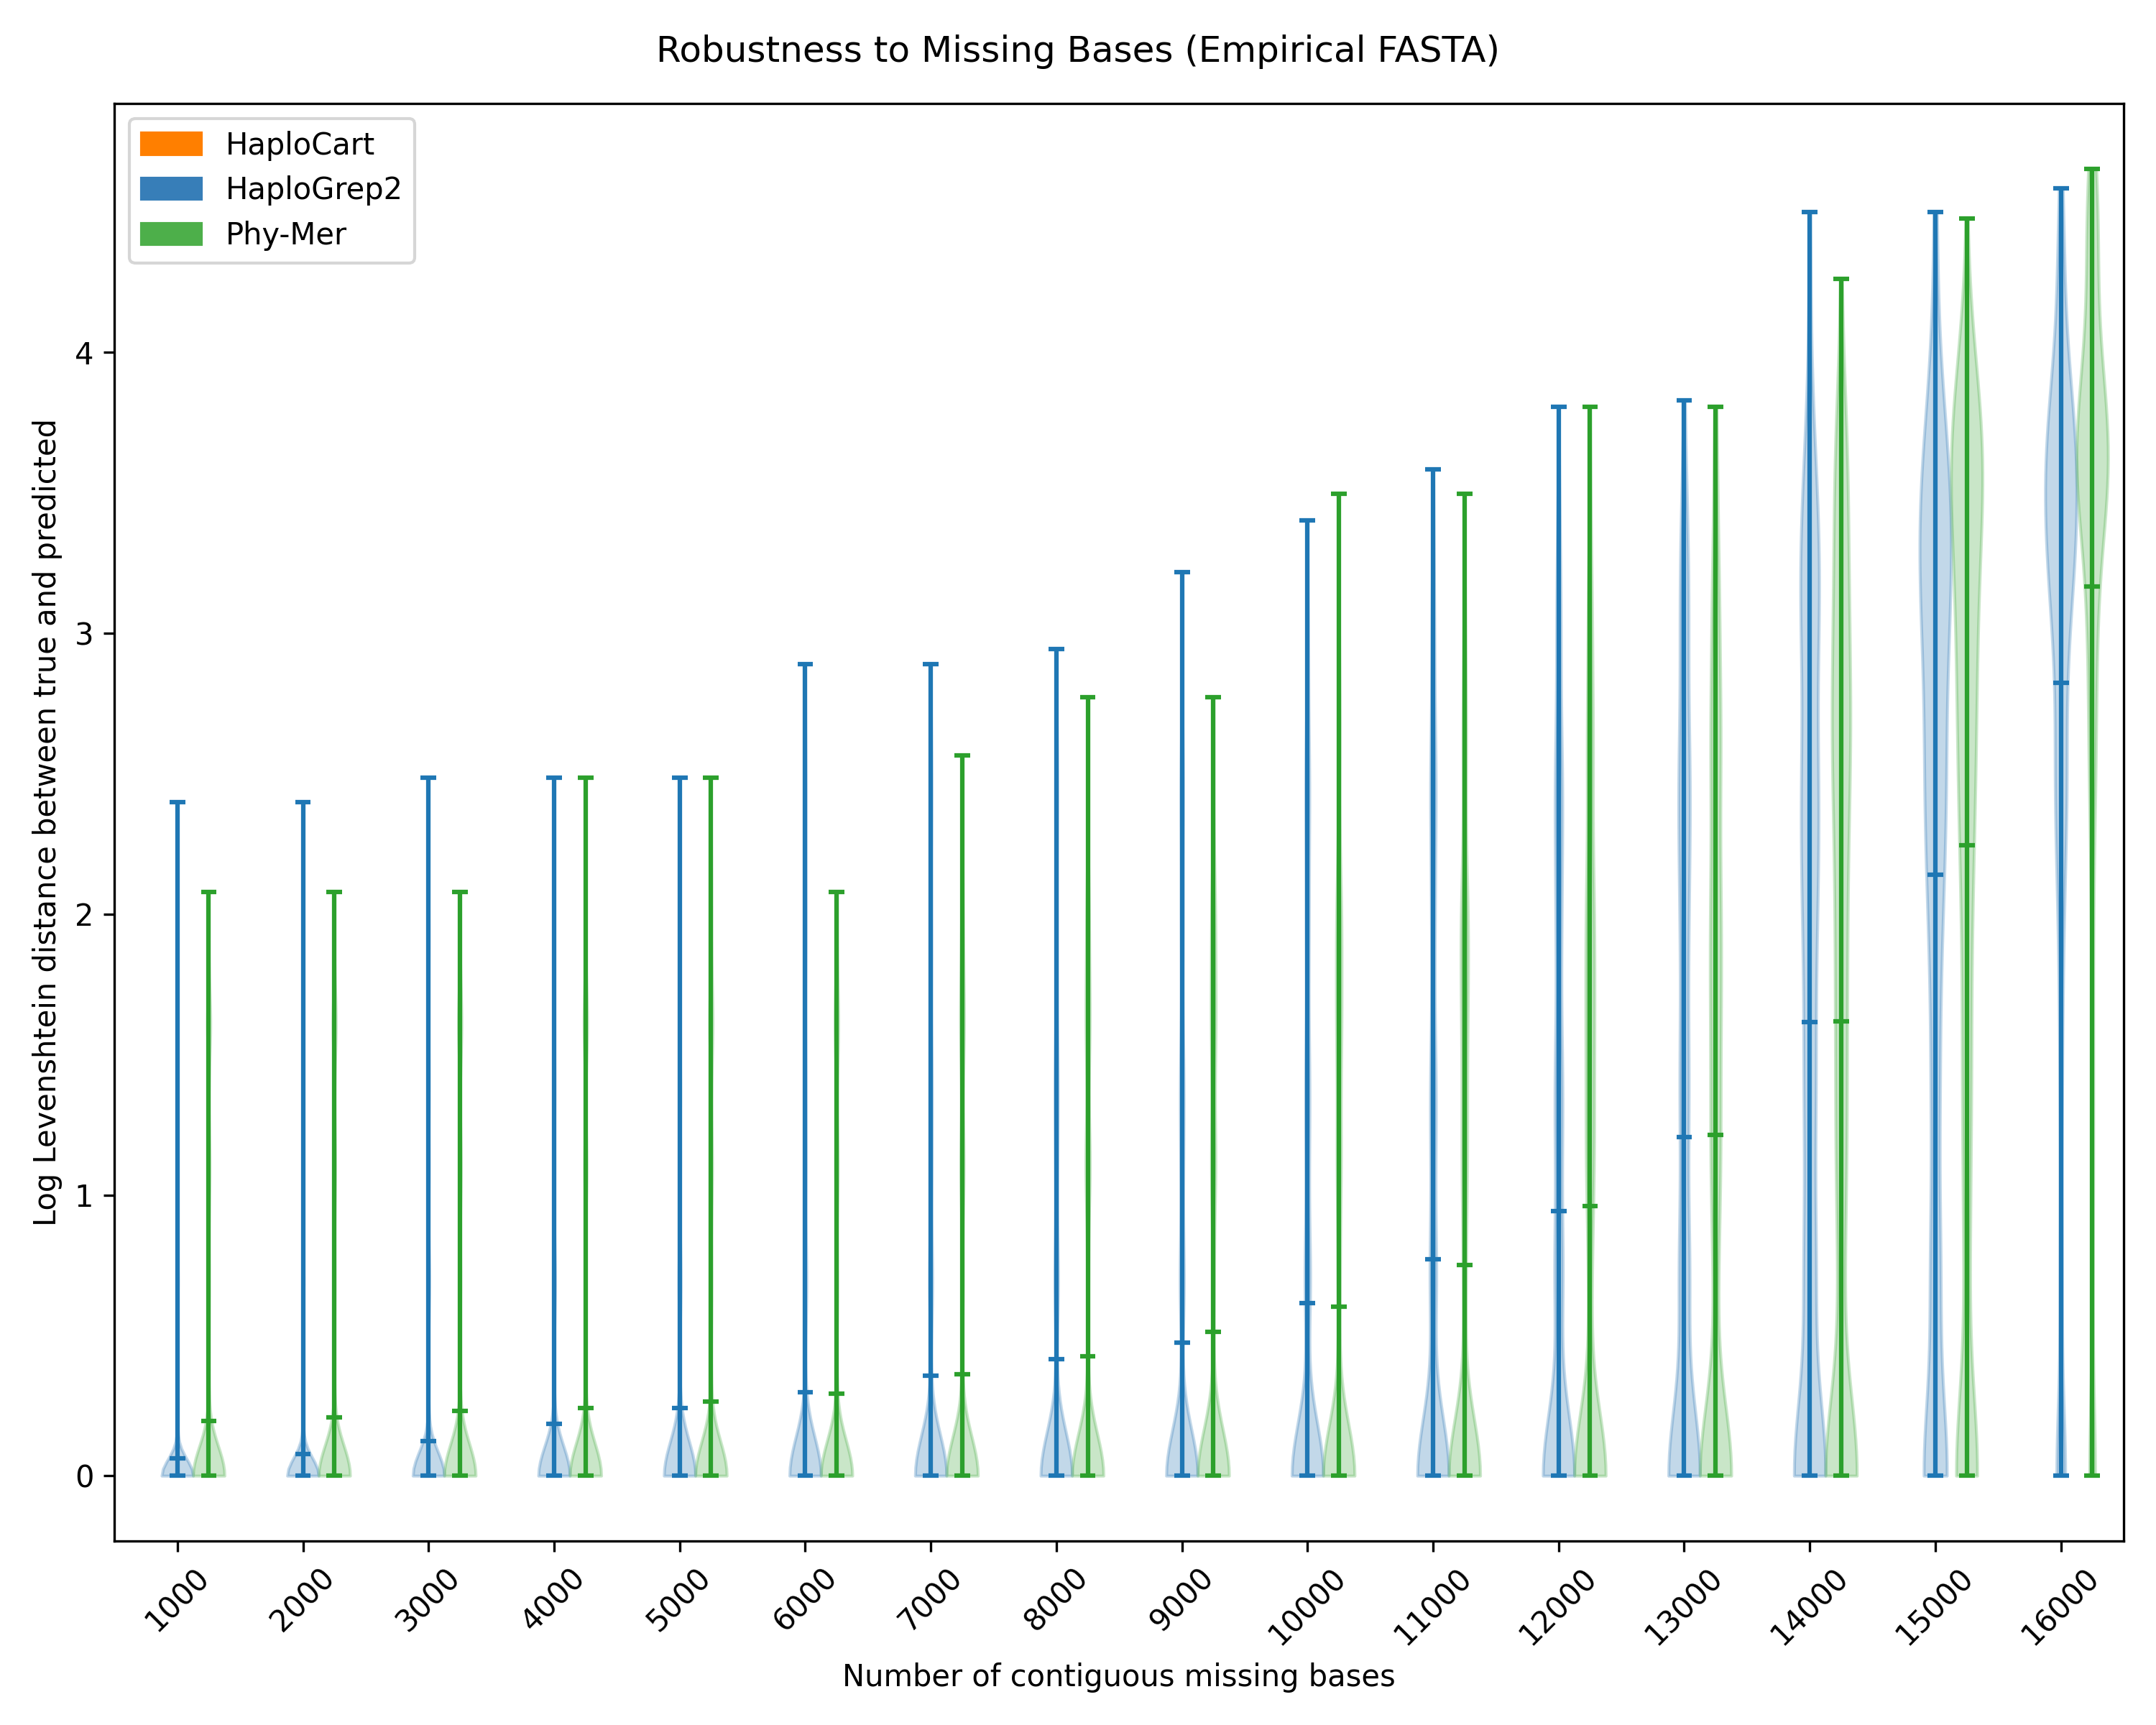 Robustness to Missing Bases (Empirical FASTA)
HaploCart
HaploGrep2
Phy-Mer
Log Levenshtein distance between true and predicted
4
3
2
1
0
1000 2000 3000 4000 5000 6000 7000 8000 9000 10000 11000 12000 13000 14000 15000 16000
Number of contiguous missing bases